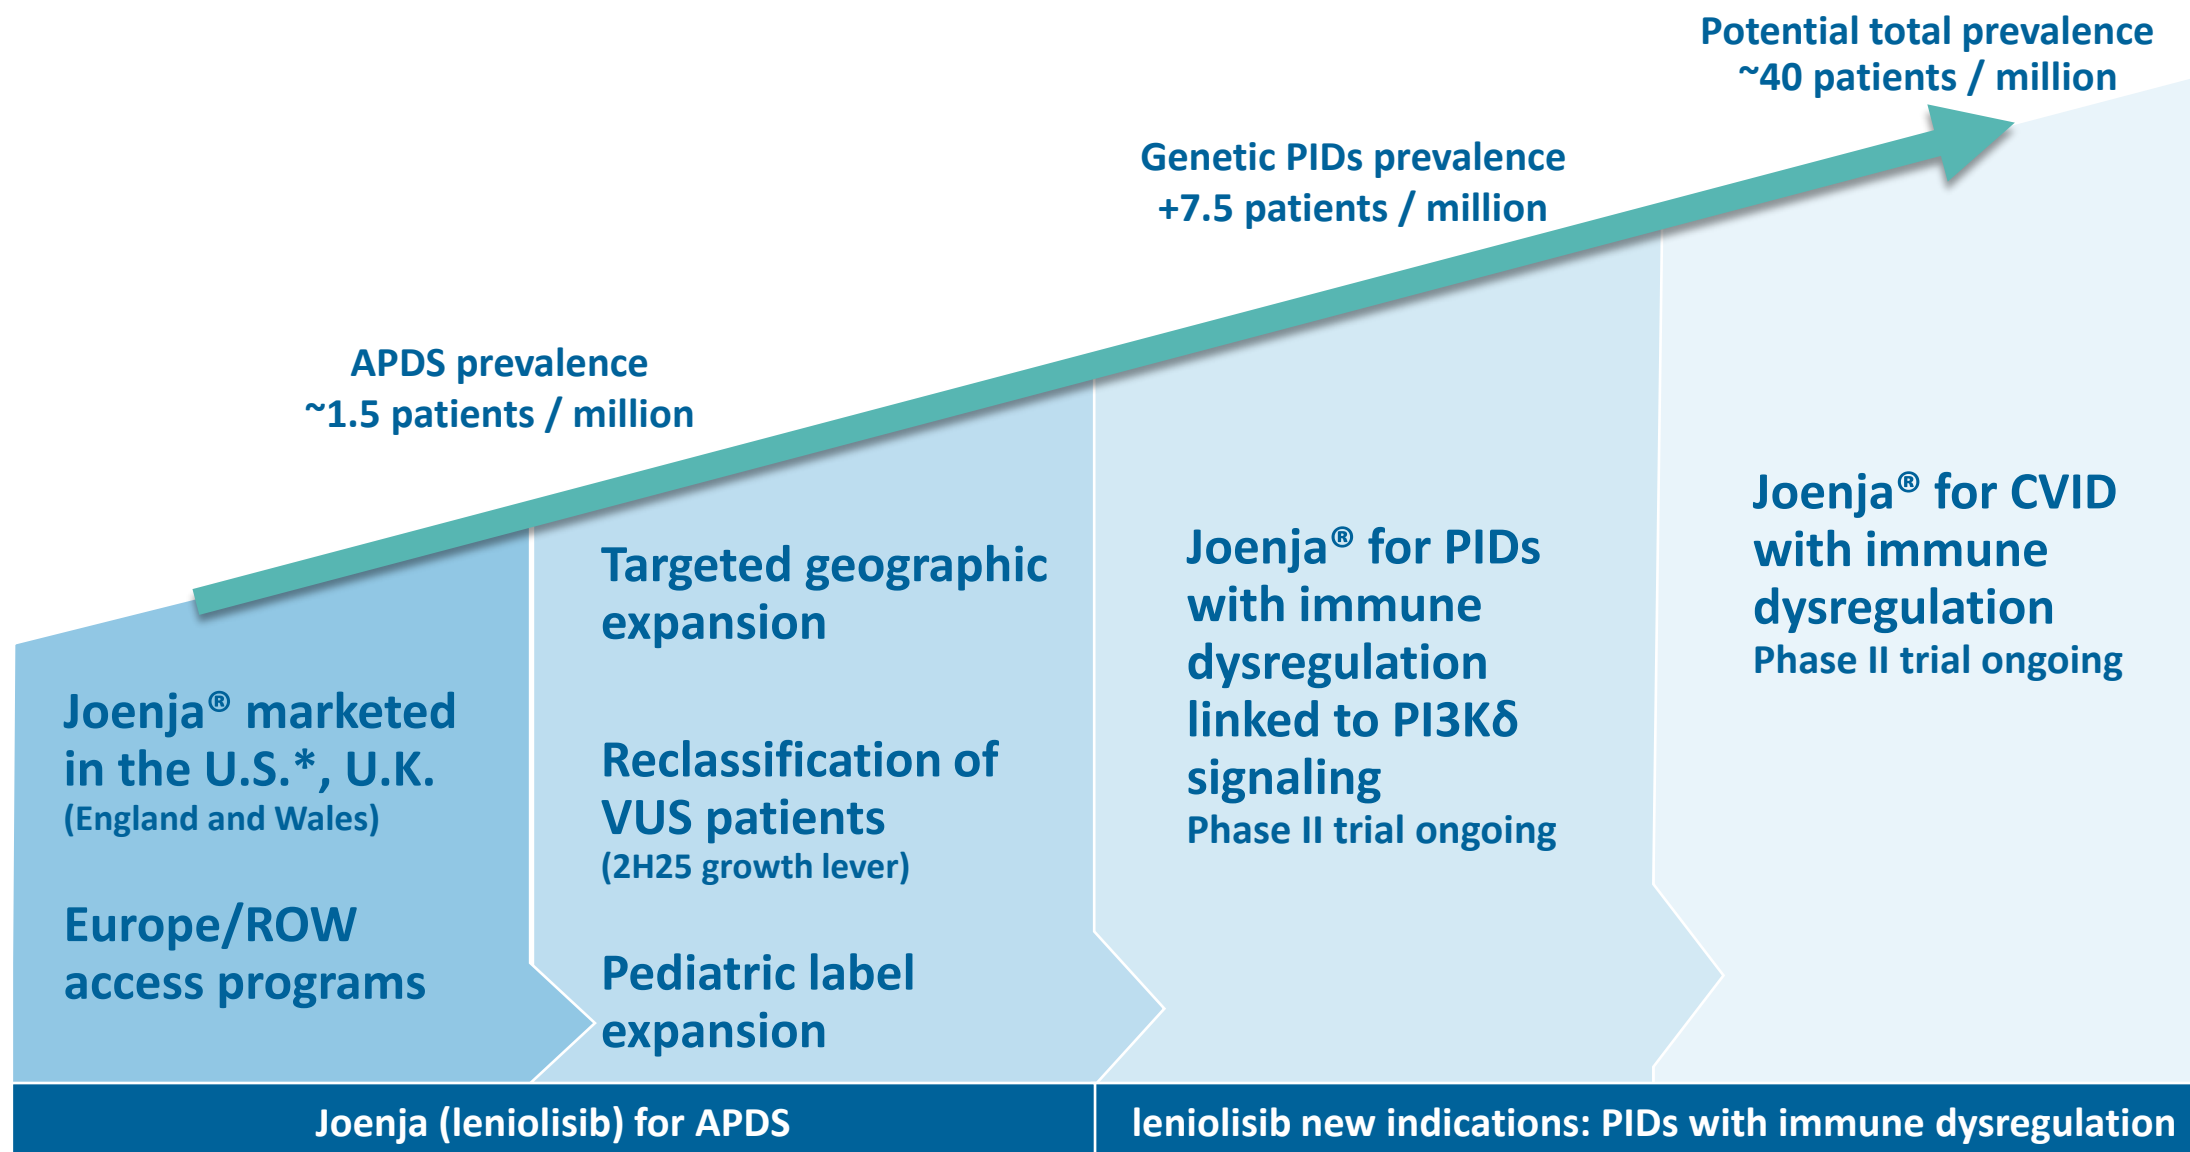 Potential total prevalence
~40 patients / million
Genetic PIDs prevalence
+7.5 patients / million
APDS prevalence
~1.5 patients / million
Joenja® marketed
in the U.S.*, U.K.
(England and Wales)
Europe/ROW
access programs
Targeted geographic
expansion
Reclassification of
VUS patients
(2H25 growth lever)
Pediatric label
expansion
Joenja® for PIDs
with immune
dysregulation
linked to PI3Kδ
signaling
Phase II trial ongoing
Joenja® for CVID
with immune
dysregulation
Phase II trial ongoing
Joenja (leniolisib) for APDS
leniolisib new indications: PIDs with immune dysregulation